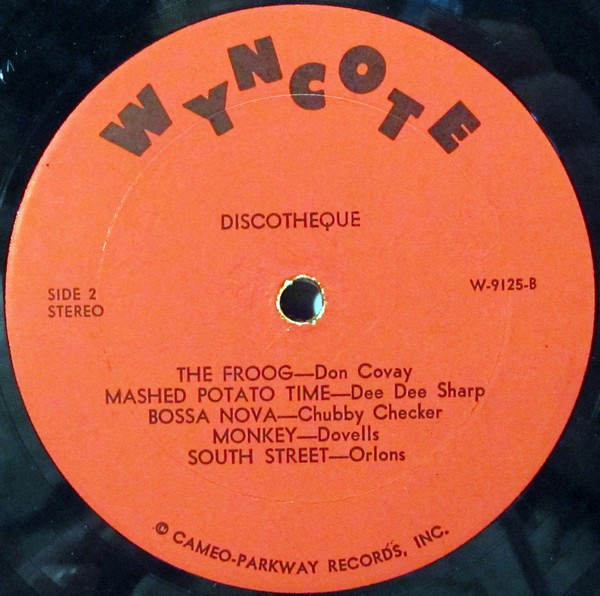 WYNCOTE
DISCOTHEQUE
SIDE 2
STEREO
W-9125-B
THE FROOG—Don Covay
MASHED POTATO TIME—Dee Dee Sharp
BOSSA NOVA—Chubby Checker
MONKEY—Dovells
SOUTH STREET—Orlons
© CAMEO-PARKWAY RECORDS, INC.